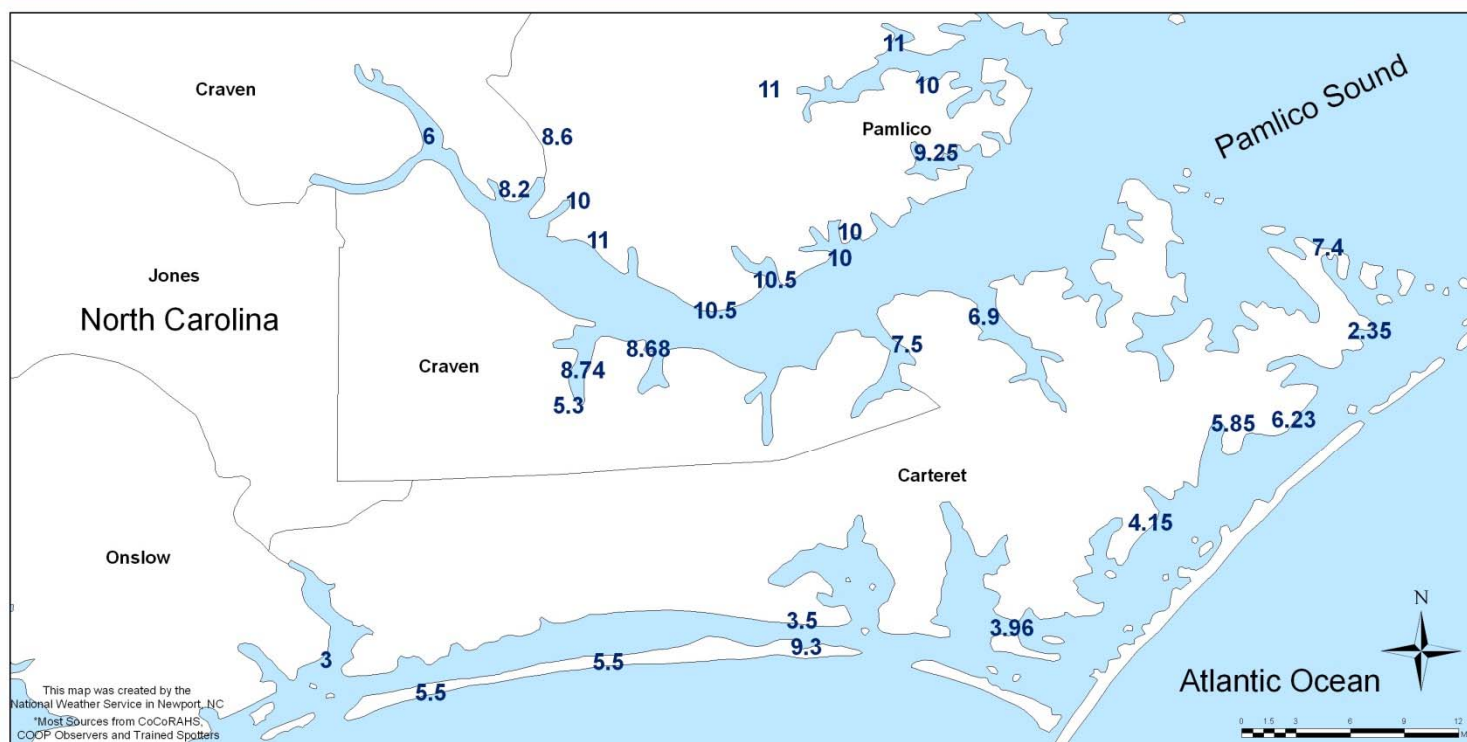 11
Craven
11
10
Pamlico Sound
6
8.6
Pamlico
9.25
8.2
10
11
10
10
7.4
Jones
10.5
North Carolina
10.5
6.9
2.35
8.68
7.5
Craven
8.74
5.3
5.85
6.23
Carteret
4.15
Onslow
N
3.5
3.96
9.3
3
5.5
Atlantic Ocean
5.5
This map was created by the
National Weather Service in Newport, NC
*Most Sources from CoCoRAHS,
COOP Observers and Trained Spotters
0 1.5 3 6 9 12